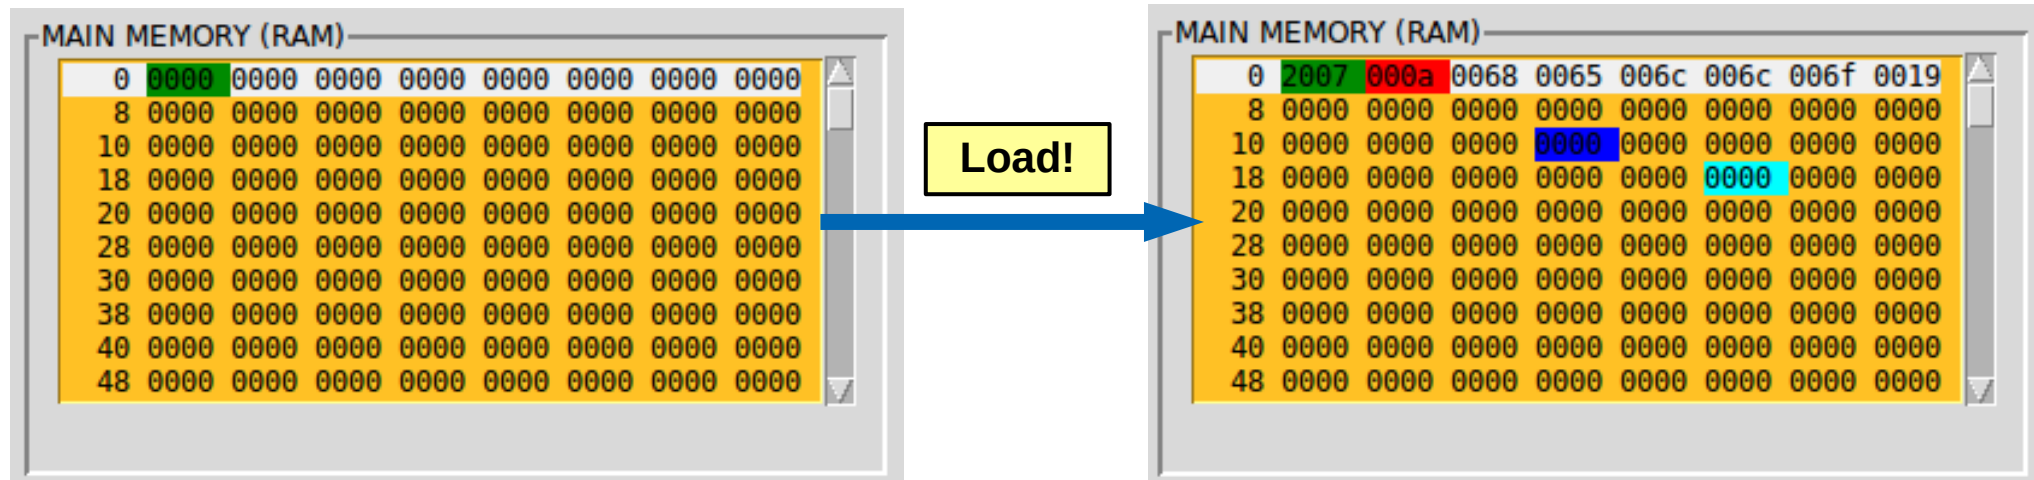 MAIN MEMORY (RAM)
0 0000 0000 0000 0000 0000 0000 0000 0000
8 0000 0000 0000 0000 0000 0000 0000 0000
10 0000 0000 0000 0000 0000 0000 0000 0000
18 0000 0000 0000 0000 0000 0000 0000 0000
20 0000 0000 0000 0000 0000 0000 0000 0000
28 0000 0000 0000 0000 0000 0000 0000 0000
30 0000 0000 0000 0000 0000 0000 0000 0000
38 0000 0000 0000 0000 0000 0000 0000 0000
40 0000 0000 0000 0000 0000 0000 0000 0000
48 0000 0000 0000 0000 0000 0000 0000 0000
Load!
MAIN MEMORY (RAM)
0 2007 000a 0068 0065 006c 006c 006f 0019
8 0000 0000 0000 0000 0000 0000 0000 0000
10 0000 0000 0000 0000 0000 0000 0000 0000
18 0000 0000 0000 0000 0000 0000 0000 0000
20 0000 0000 0000 0000 0000 0000 0000 0000
28 0000 0000 0000 0000 0000 0000 0000 0000
30 0000 0000 0000 0000 0000 0000 0000 0000
38 0000 0000 0000 0000 0000 0000 0000 0000
40 0000 0000 0000 0000 0000 0000 0000 0000
48 0000 0000 0000 0000 0000 0000 0000 0000